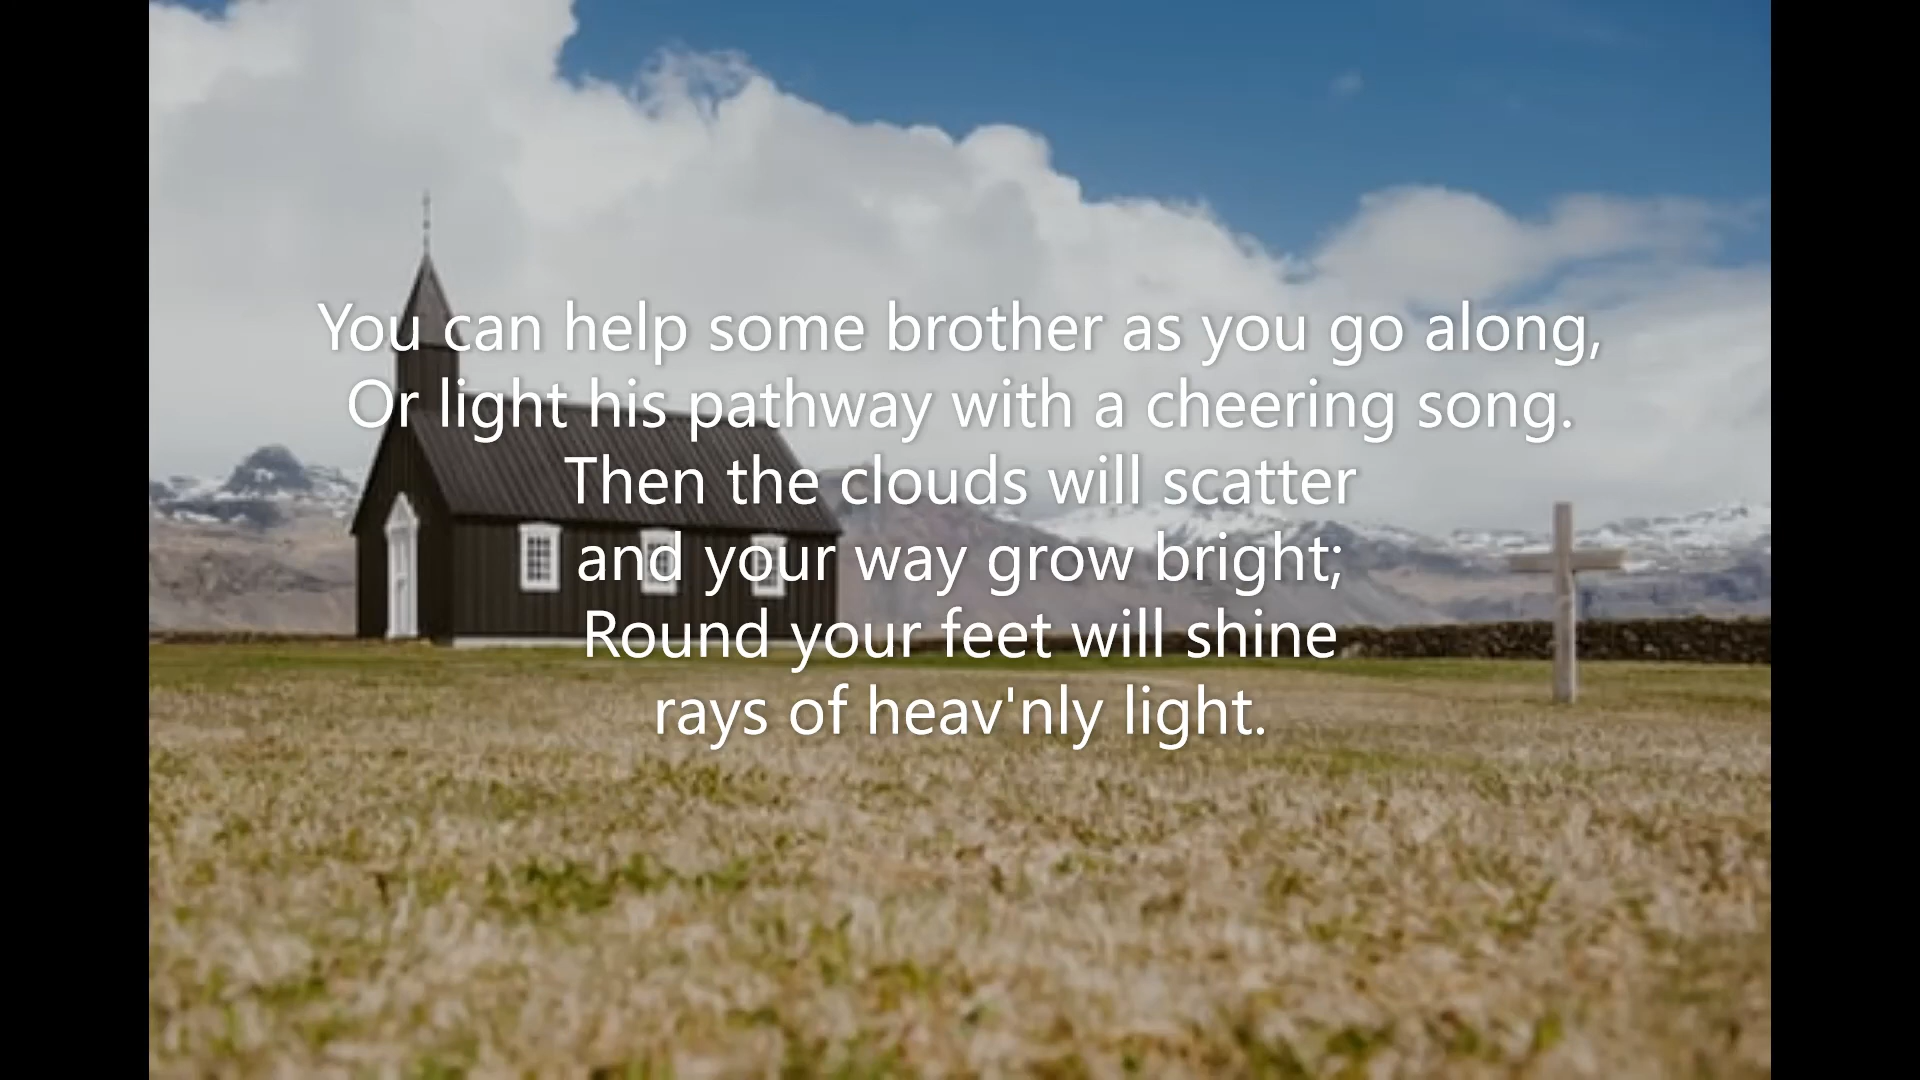 You can help some brother as you go along,
Or light his pathway with a cheering song.
Then the clouds will scatter
and your way grow bright;
Round your feet will shine
rays of heav'nly light.